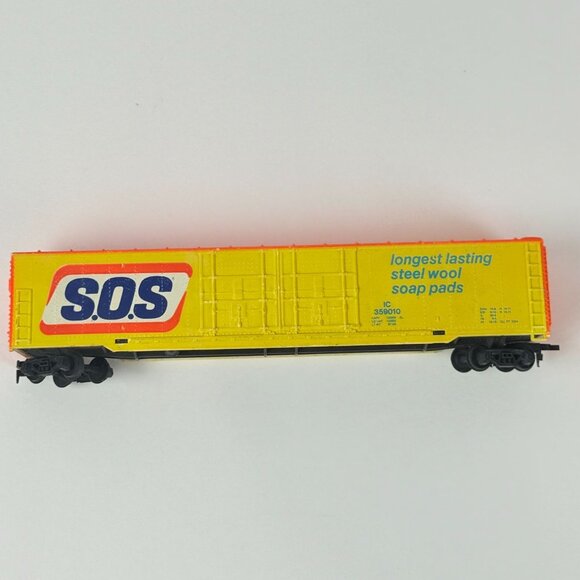 S.O.S
longest lasting
steel wool
soap pads
IC
359010